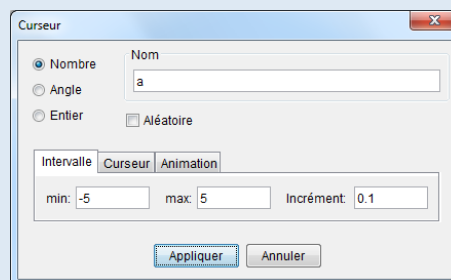 Curseur
Nombre
Nom
a
Angle
Entier
Aléatoire
Intervalle Curseur Animation
min: -5 max: 5 Incrément: 0.1
Appliquer Annuler